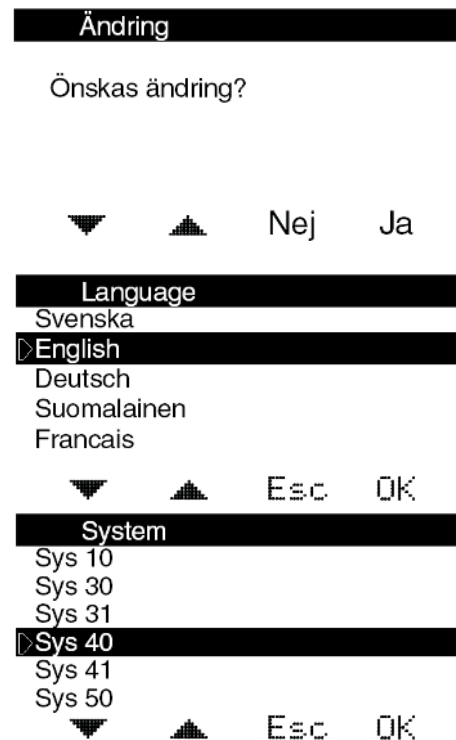 Ändring
Önskas ändring?
Nej Ja
Language
Svenska
English
Deutsch
Suomalainen
Francais
Esc OK
System
Sys 10
Sys 30
Sys 31
Sys 40
Sys 41
Sys 50
Esc OK